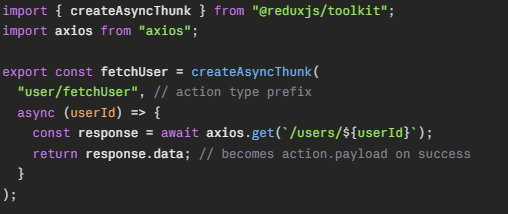 import { createAsyncThunk } from "@reduxjs/toolkit";
import axios from "axios";
export const fetchUser = createAsyncThunk(
"user/fetchUser", // action type prefix
async (userId) => {
const response = await axios.get(`/users/${userId}`);
return response.data; // becomes action.payload on success
}
);